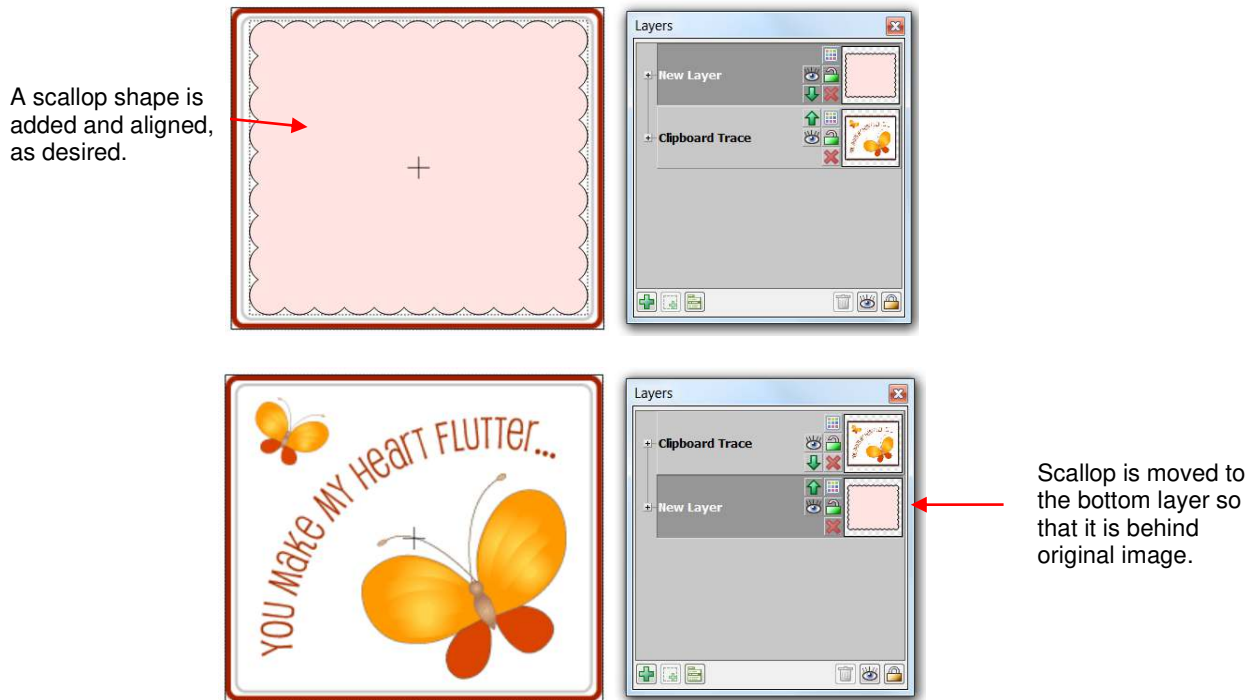 A scallop shape is
added and aligned,
as desired.
Layers
New Layer
Clipboard Trace
YOU MAKE MY HEART FLUTTER...
Layers
Clipboard Trace
New Layer
Scallop is moved to
the bottom layer so
that it is behind
original image.